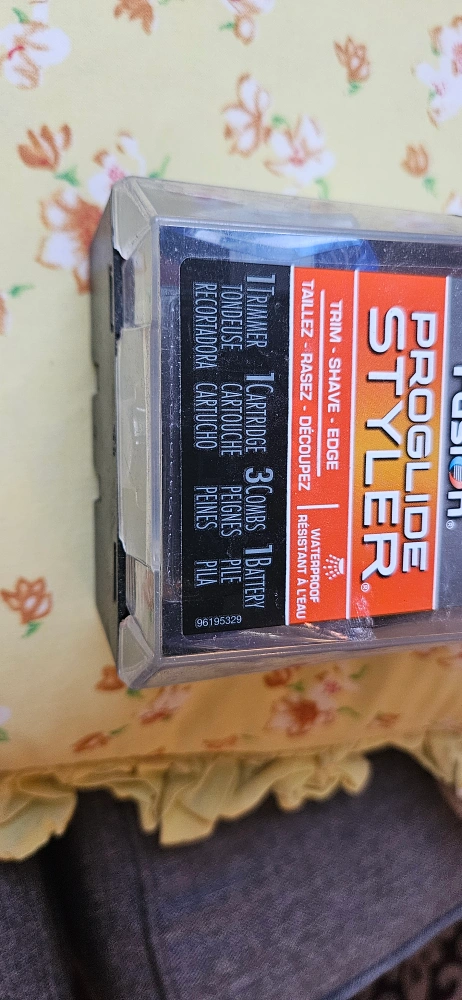 FUSION®
PROGLIDE
STYLER®
TRIM - SHAVE - EDGE
TAILLEZ - RASEZ - DÉCOUPEZ
WATERPROOF
RÉSISTANT À L'EAU
1 TRIMMER 1 CARTRIDGE 3 COMBS 1 BATTERY
TONDEUSE CARTOUCHE PEIGNES PILE
RECORTADORA CARTUCHO PEINES PILA
96195329